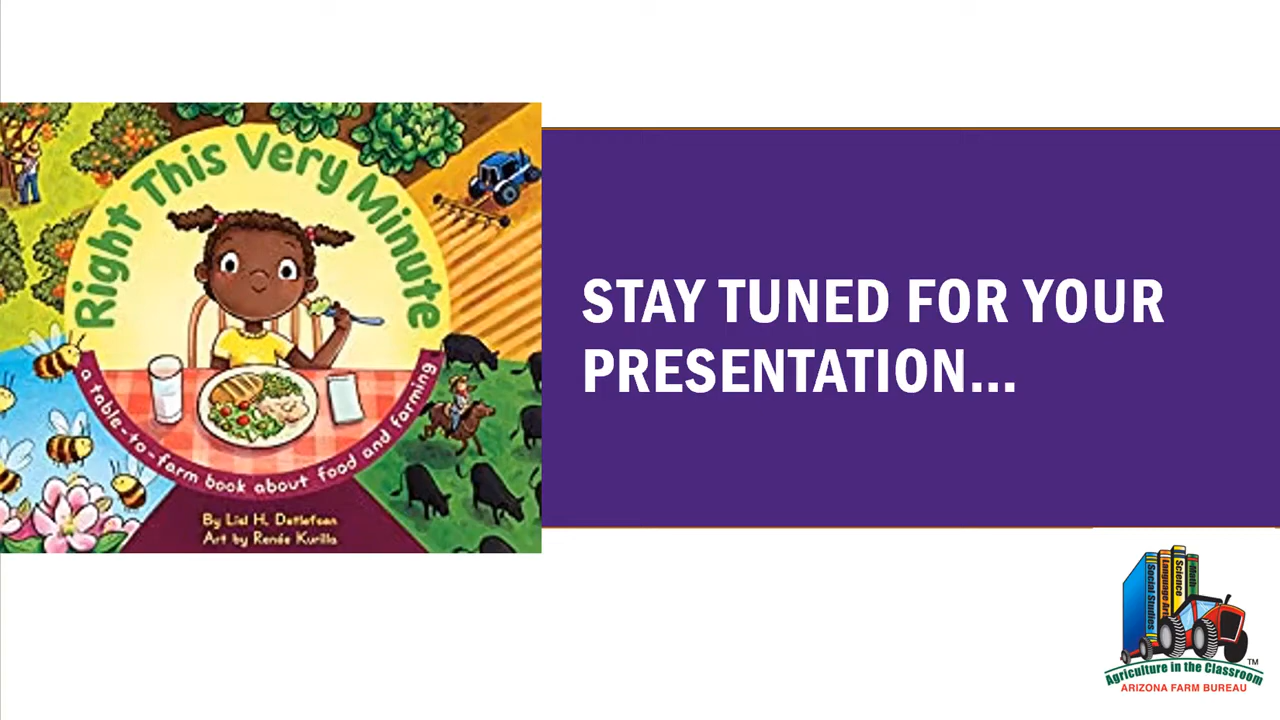 Right This Very Minute
a table-to-farm book about food and farming
By Lisl H. Detlefsen
Art by Renée Kurilla
STAY TUNED FOR YOUR
PRESENTATION...
Social Studies
Language Arts
Science
Math
Agriculture in the Classroom
TM
ARIZONA FARM BUREAU